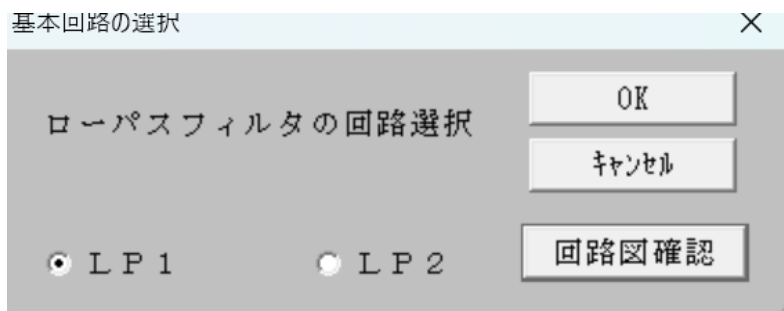 基本回路の選択
ローパスフィルタの回路選択
OK
ｷｬﾝｾﾙ
ＬＰ１
ＬＰ２
回路図確認